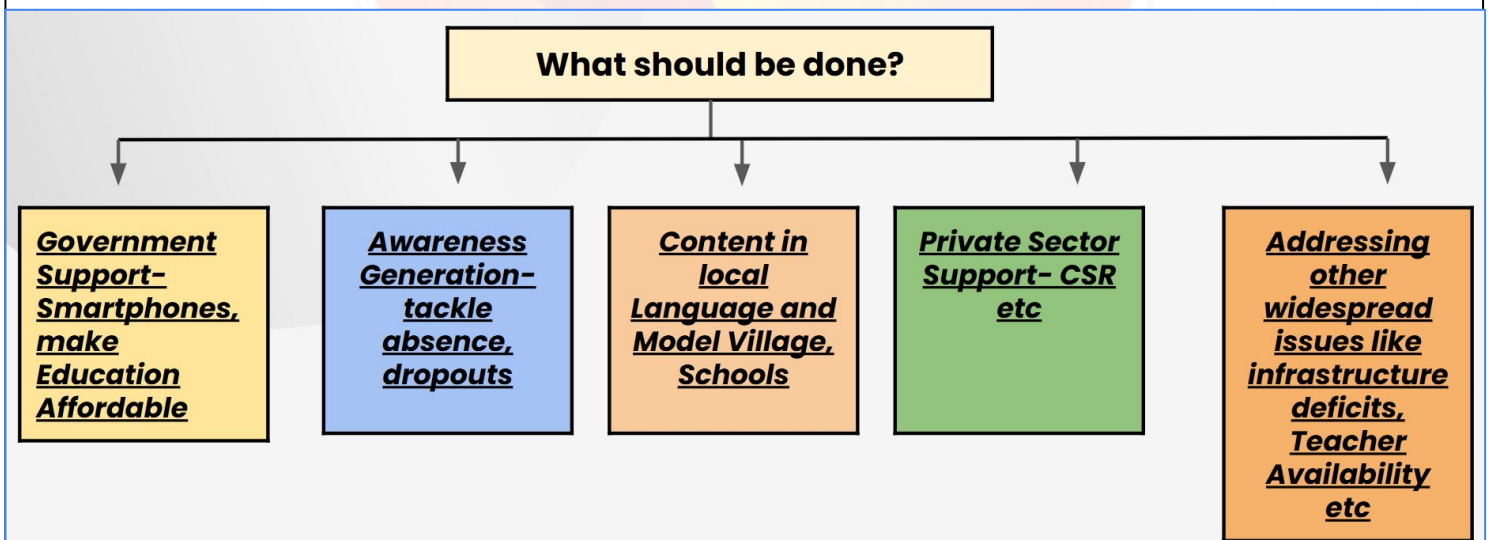 What should be done?
Government
Support-
Smartphones,
make
Education
Affordable
Awareness
Generation-
tackle
absence,
dropouts
Content in
local
Language and
Model Village,
Schools
Private Sector
Support- CSR
etc
Addressing
other
widespread
issues like
infrastructure
deficits,
Teacher
Availability
etc